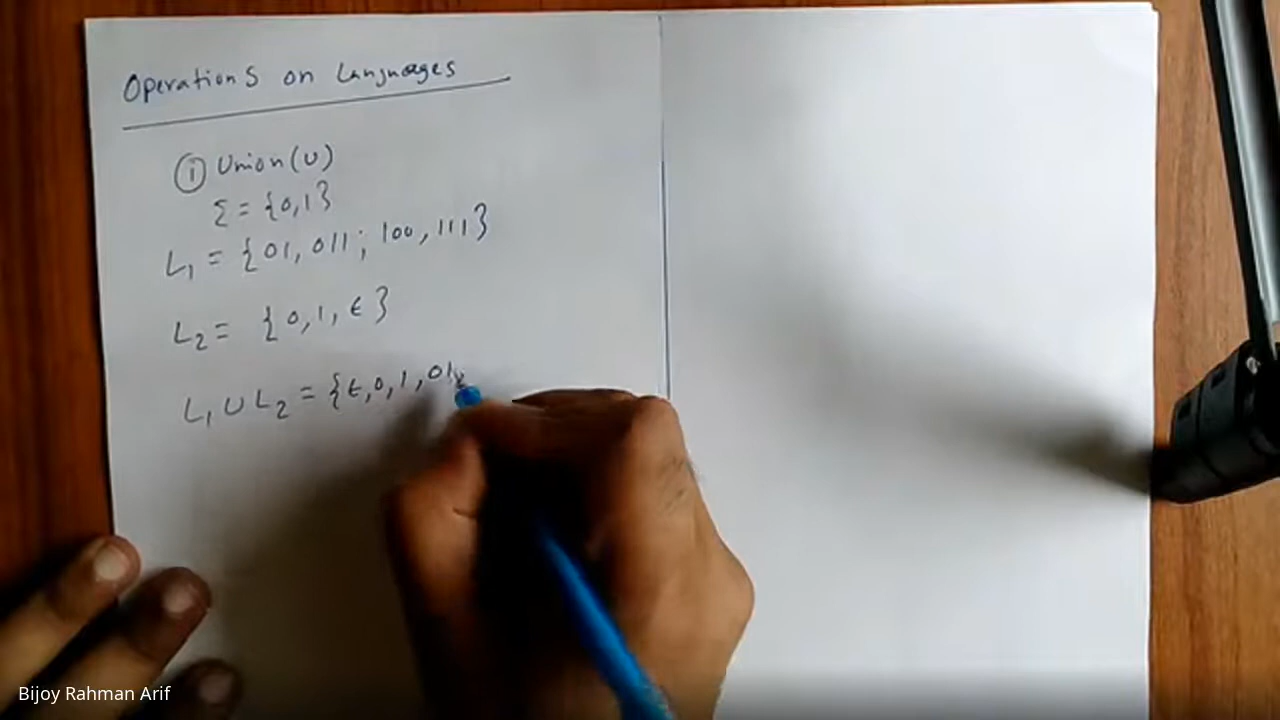 Operations on Languages
i Union(∪)
Σ = {0,1}
L₁ = {01, 011; 100, 111}
L₂ = {0,1, ε}
L₁ ∪ L₂ = {ε,0,1,01,
Bijoy Rahman Arif